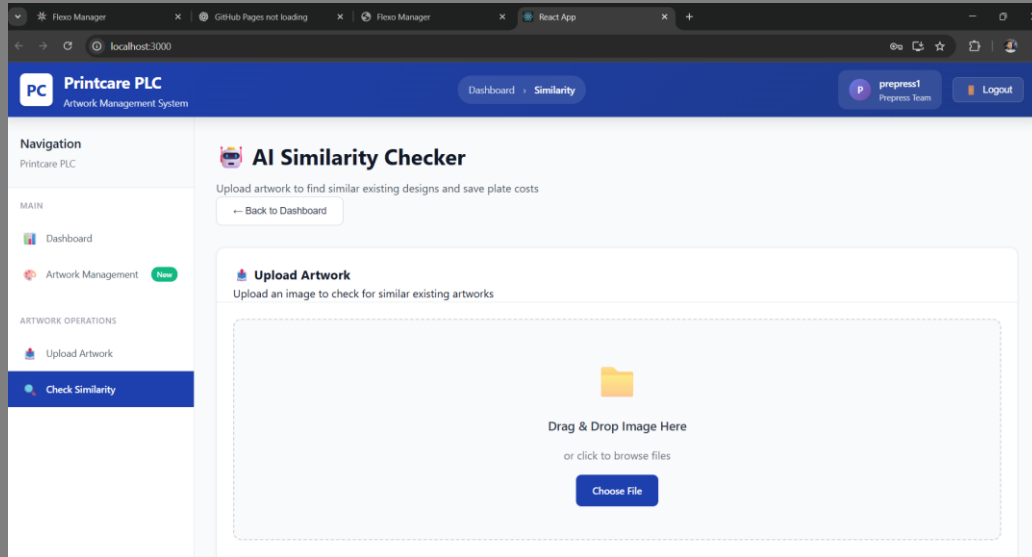 Flexo Manager
GitHub Pages not loading
Flexo Manager
React App
localhost:3000
PC
Printcare PLC
Artwork Management System
Dashboard › Similarity
P
prepress1
Prepress Team
Logout
Navigation
Printcare PLC
MAIN
Dashboard
Artwork Management New
ARTWORK OPERATIONS
Upload Artwork
Check Similarity
AI Similarity Checker
Upload artwork to find similar existing designs and save plate costs
← Back to Dashboard
Upload Artwork
Upload an image to check for similar existing artworks
Drag & Drop Image Here
or click to browse files
Choose File